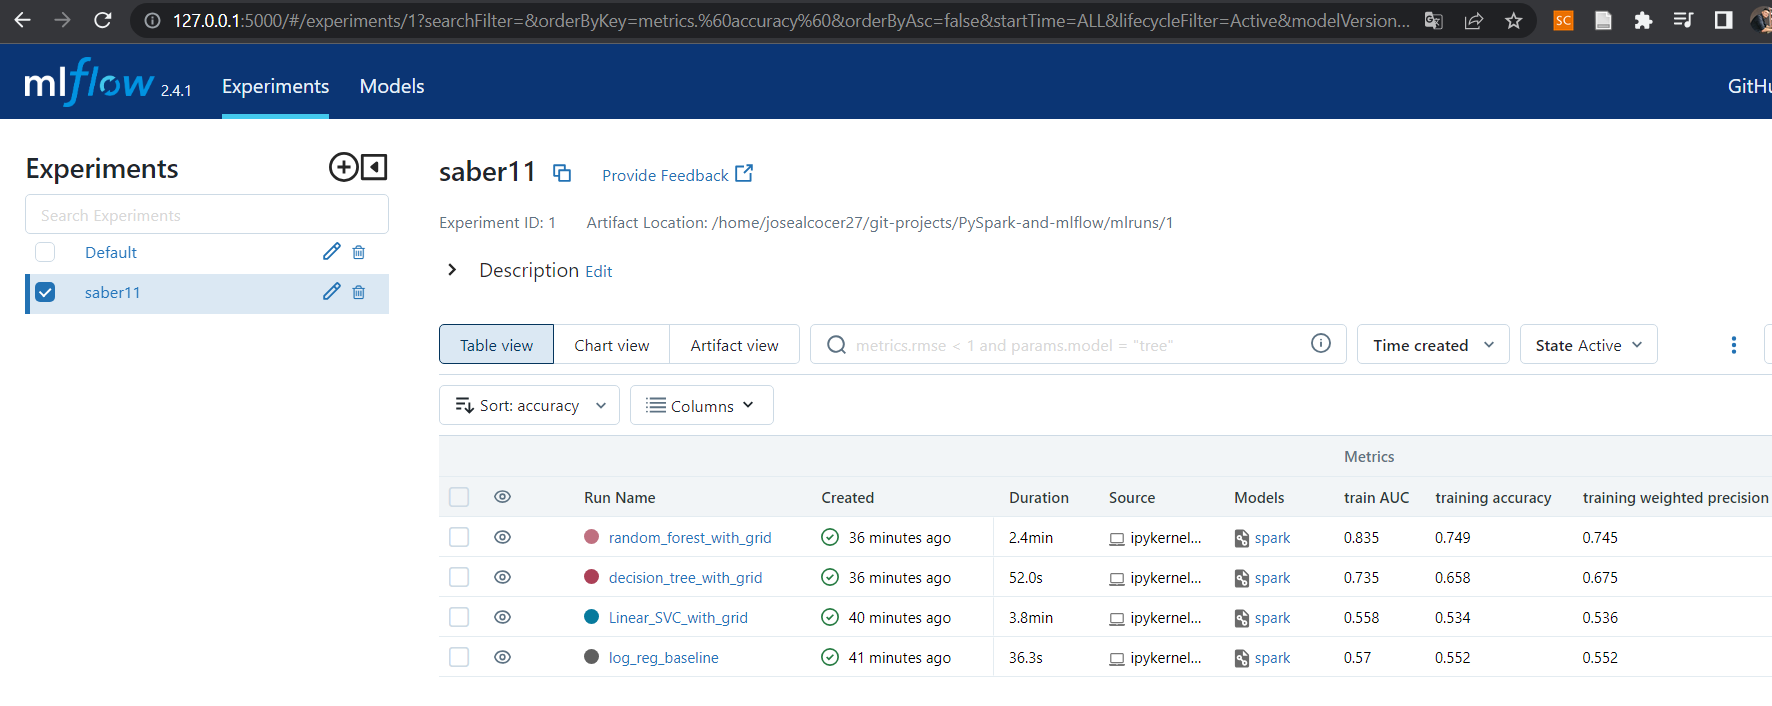 127.0.0.1:5000/#/experiments/1?searchFilter=&orderByKey=metrics.%60accuracy%60&orderByAsc=false&startTime=ALL&lifecycleFilter=Active&modelVersion...
SC
mlflow 2.4.1 Experiments Models GitHu
Experiments
Search Experiments
Default
saber11
saber11 Provide Feedback
Experiment ID: 1 Artifact Location: /home/josealcocer27/git-projects/PySpark-and-mlflow/mlruns/1
Description Edit
Table view Chart view Artifact view metrics.rmse < 1 and params.model = "tree" Time created State Active
Sort: accuracy Columns
Metrics
Run Name Created Duration Source Models train AUC training accuracy training weighted precision
random_forest_with_grid 36 minutes ago 2.4min ipykernel... spark 0.835 0.749 0.745
decision_tree_with_grid 36 minutes ago 52.0s ipykernel... spark 0.735 0.658 0.675
Linear_SVC_with_grid 40 minutes ago 3.8min ipykernel... spark 0.558 0.534 0.536
log_reg_baseline 41 minutes ago 36.3s ipykernel... spark 0.57 0.552 0.552